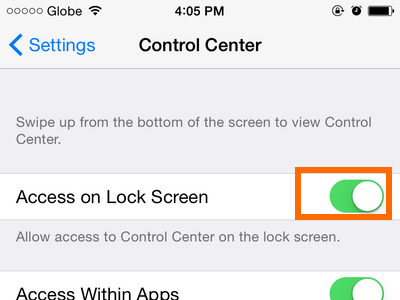 Globe 4:05 PM
Settings Control Center
Swipe up from the bottom of the screen to view Control
Center.
Access on Lock Screen
Allow access to Control Center on the lock screen.
Access Within Apps